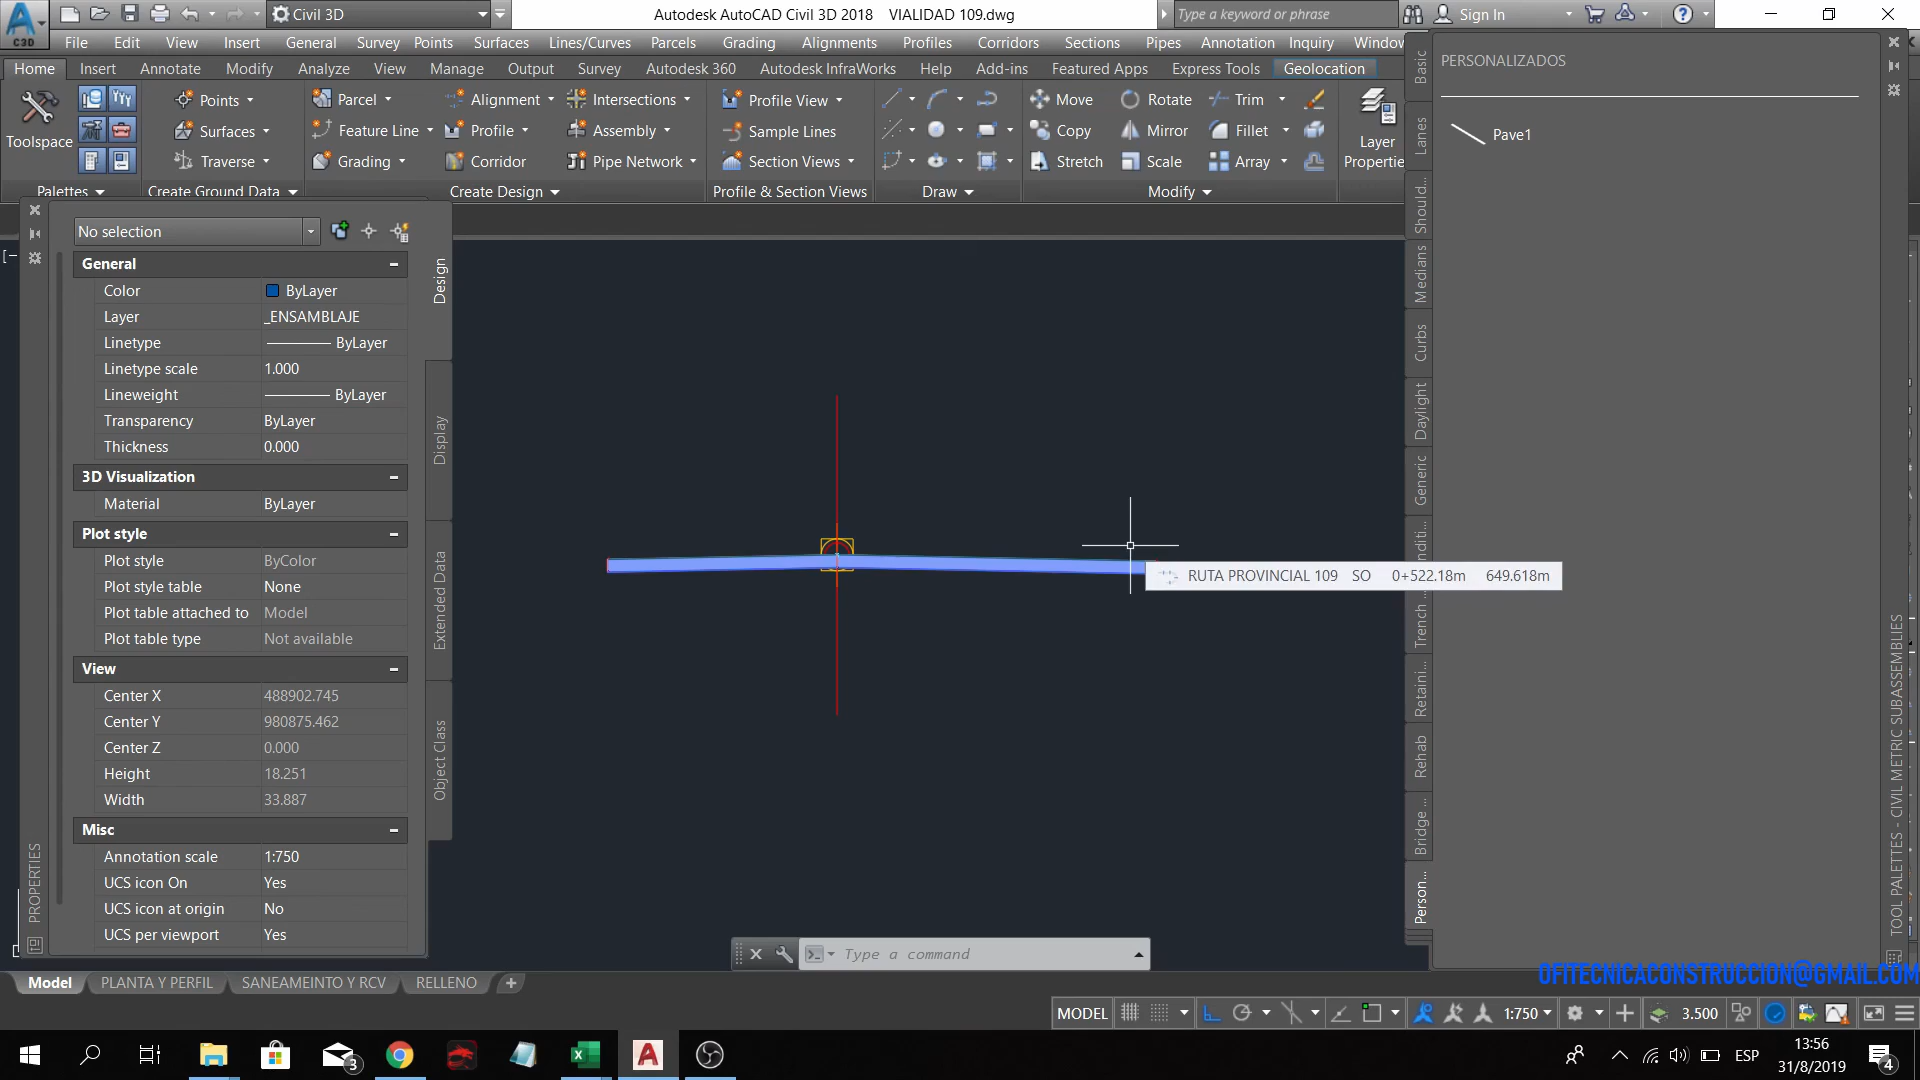 C3D
Civil 3D
Autodesk AutoCAD Civil 3D 2018 VIALIDAD 109.dwg
Type a keyword or phrase
Sign In
File Edit View Insert General Survey Points Surfaces Lines/Curves Parcels Grading Alignments Profiles Corridors Sections Pipes Annotation Inquiry Window
Home Insert Annotate Modify Analyze View Manage Output Survey Autodesk 360 Autodesk InfraWorks Help Add-ins Featured Apps Express Tools Geolocation
Toolspace
Points
Surfaces
Traverse
Parcel
Feature Line
Grading
Alignment
Profile
Corridor
Intersections
Assembly
Pipe Network
Profile View
Sample Lines
Section Views
Move
Copy
Stretch
Rotate
Mirror
Scale
Trim
Fillet
Array
Layer
Properties
Palettes
Create Ground Data
Create Design
Profile & Section Views
Draw
Modify
No selection
General
Color ByLayer
Layer _ENSAMBLAJE
Linetype ByLayer
Linetype scale 1.000
Lineweight ByLayer
Transparency ByLayer
Thickness 0.000
3D Visualization
Material ByLayer
Plot style
Plot style ByColor
Plot style table None
Plot table attached to Model
Plot table type Not available
View
Center X 488902.745
Center Y 980875.462
Center Z 0.000
Height 18.251
Width 33.887
Misc
Annotation scale 1:750
UCS icon On Yes
UCS icon at origin No
UCS per viewport Yes
PROPERTIES
Design
Display
Extended Data
Object Class
[−
RUTA PROVINCIAL 109 SO 0+522.18m 649.618m
Type a command
PERSONALIZADOS
Pave1
Basic
Lanes
Should...
Medians
Curbs
Daylight
Generic
Trench ...
Retaini...
Rehab
Bridge ...
Person...
TOOL PALETTES - CIVIL METRIC SUBASSEMBLIES
OFITECNICACONSTRUCCION@GMAIL.COM
Model PLANTA Y PERFIL SANEAMEINTO Y RCV RELLENO
MODEL 1:750 3.500
3
ESP
13:56
31/8/2019
4